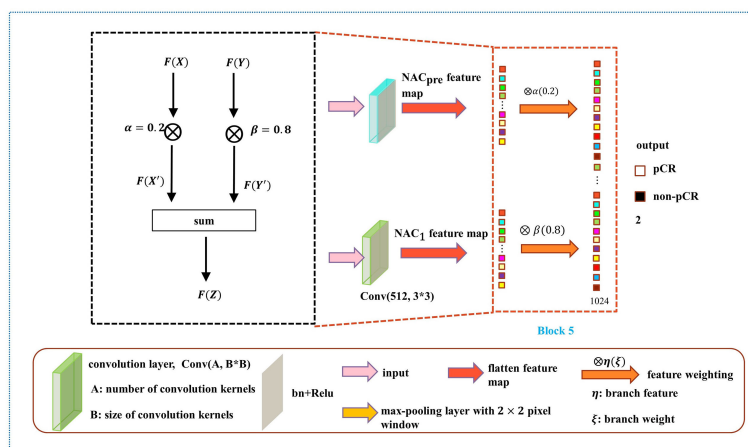 F(X)
F(Y)
α = 0.2
β = 0.8
F(X′)
F(Y′)
sum
F(Z)
NACpre feature
map
NAC1 feature map
Conv(512, 3*3)
⊗α(0.2)
⊗ β(0.8)
1024
Block 5
output
pCR
non-pCR
2
convolution layer, Conv(A, B*B)
A: number of convolution kernels
B: size of convolution kernels
bn+Relu
input
max-pooling layer with 2 × 2 pixel
window
flatten feature
map
⊗η(ξ)
feature weighting
η: branch feature
ξ: branch weight